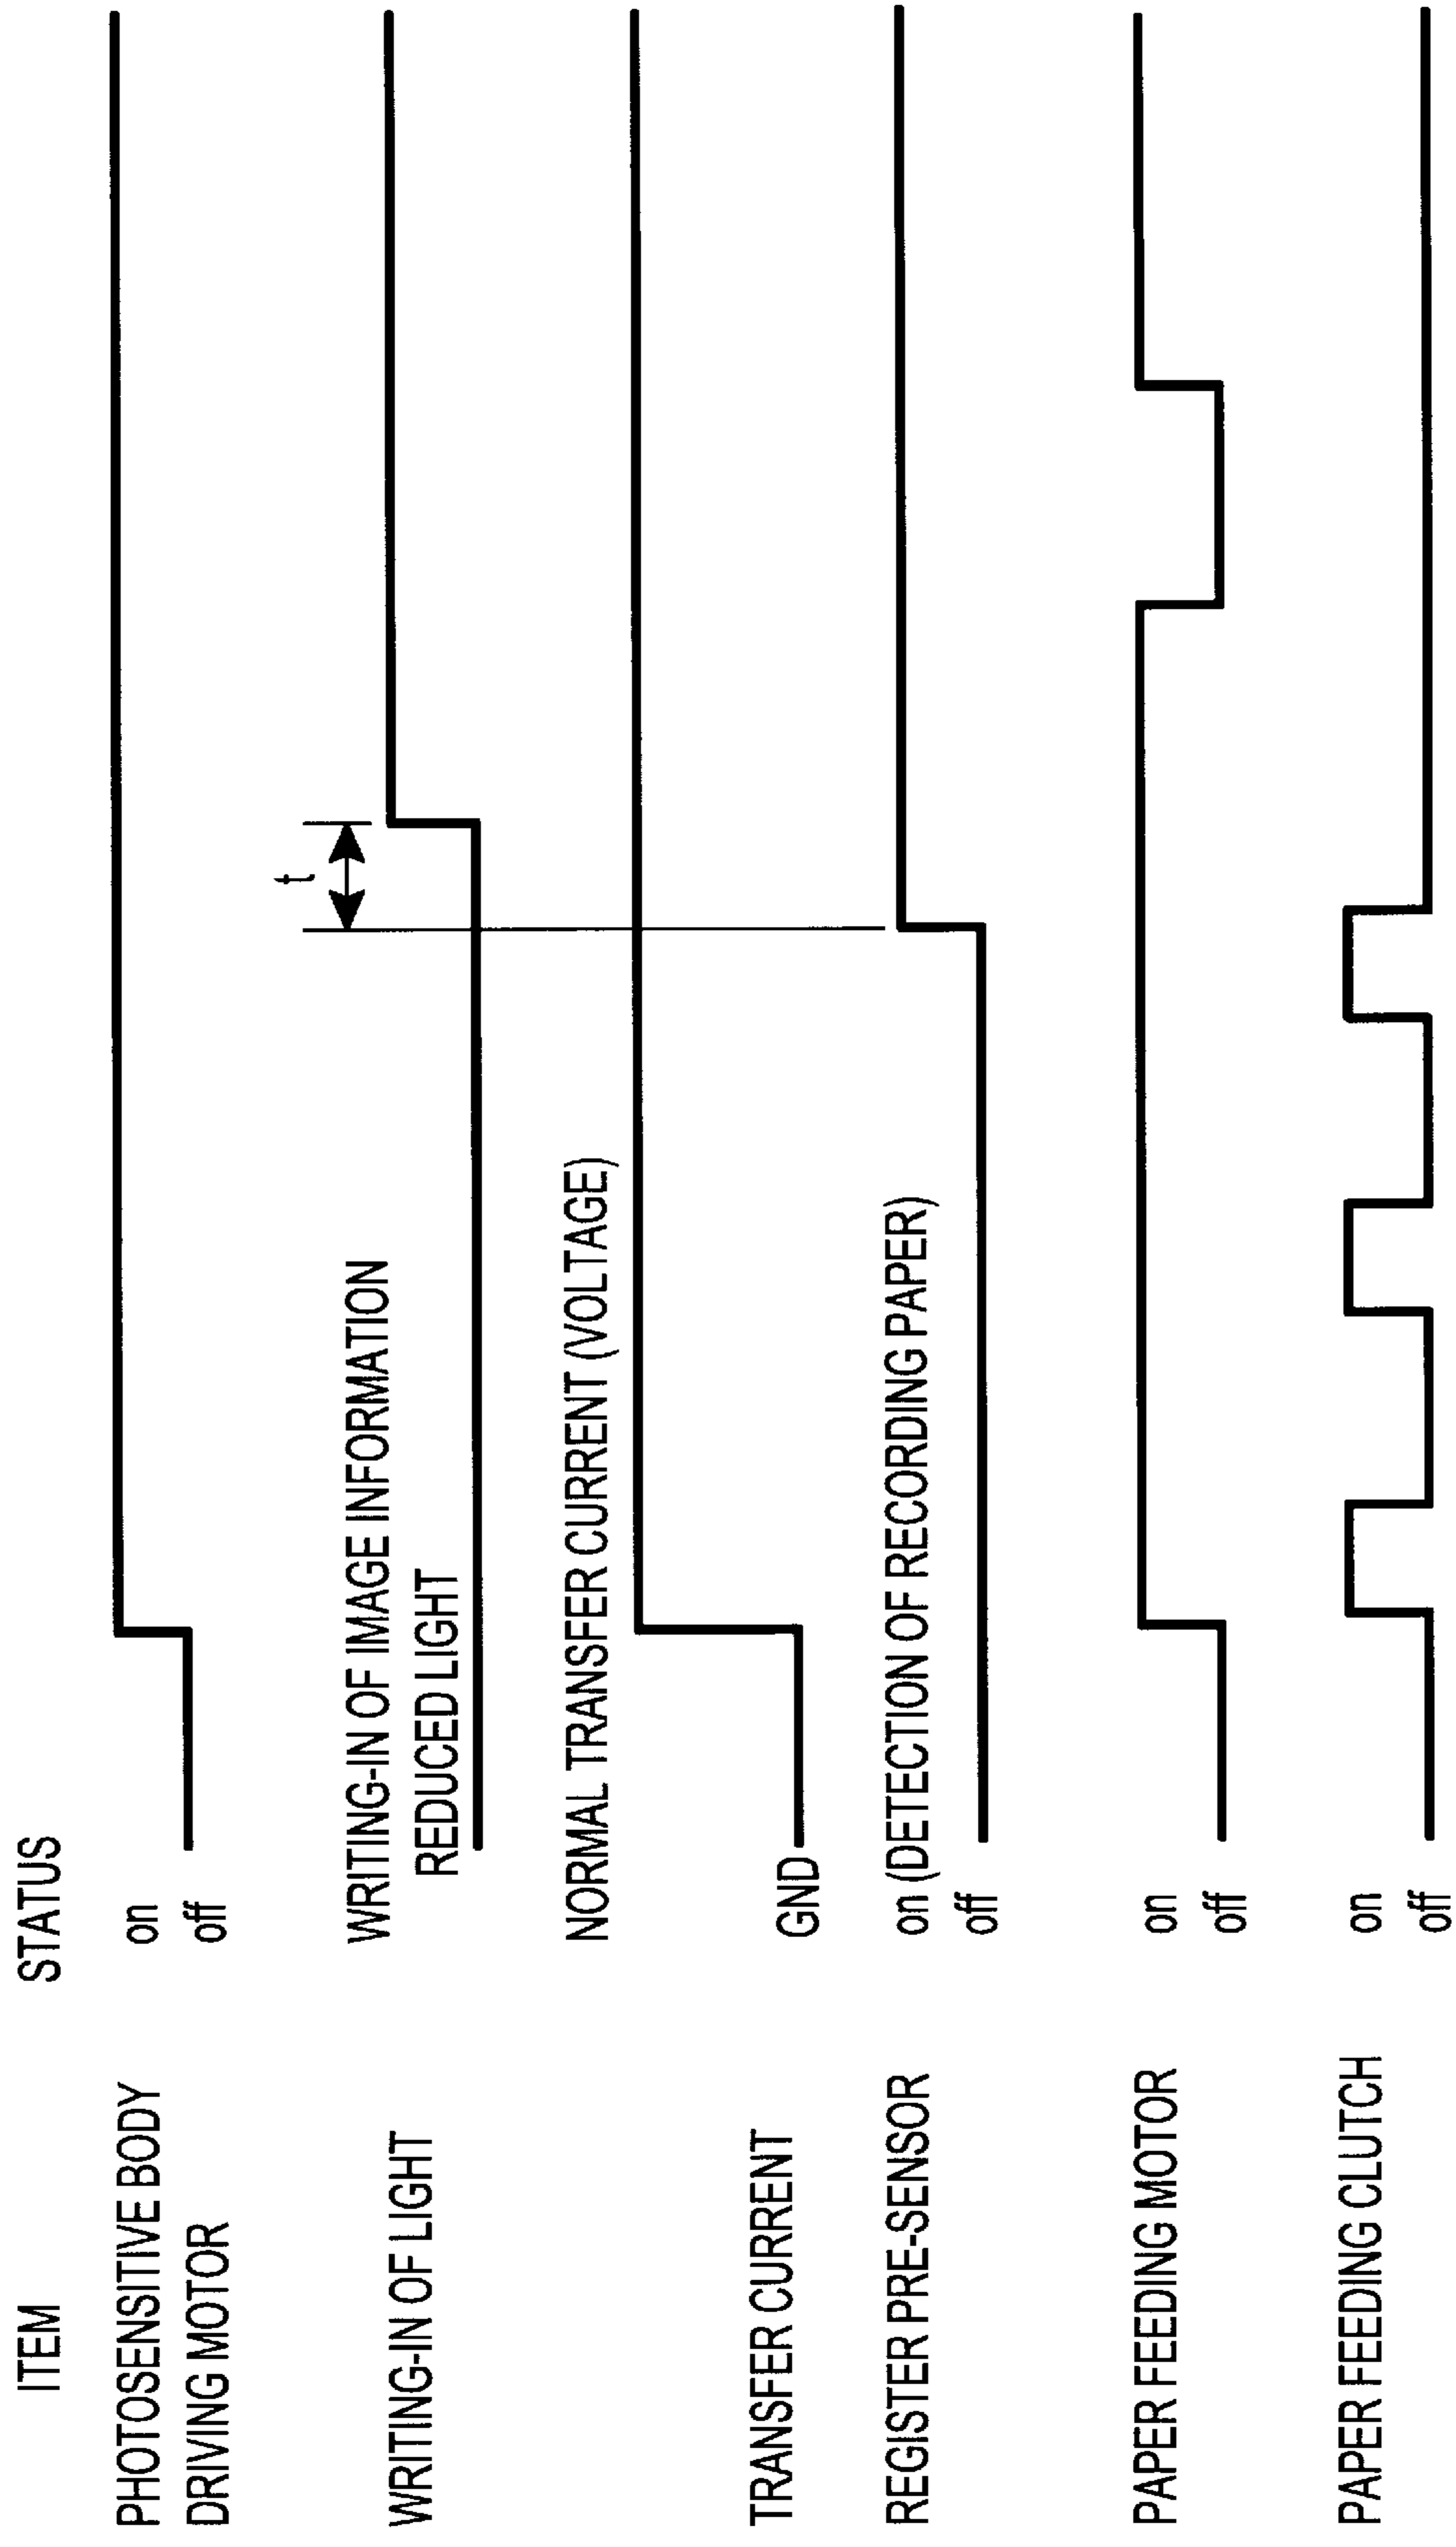 ITEM
STATUS
PHOTOSENSITIVE BODY
DRIVING MOTOR
on
off
WRITING-IN OF LIGHT
WRITING-IN OF IMAGE INFORMATION
REDUCED LIGHT
t
TRANSFER CURRENT
NORMAL TRANSFER CURRENT (VOLTAGE)
GND
REGISTER PRE-SENSOR
on (DETECTION OF RECORDING PAPER)
off
PAPER FEEDING MOTOR
on
off
PAPER FEEDING CLUTCH
on
off